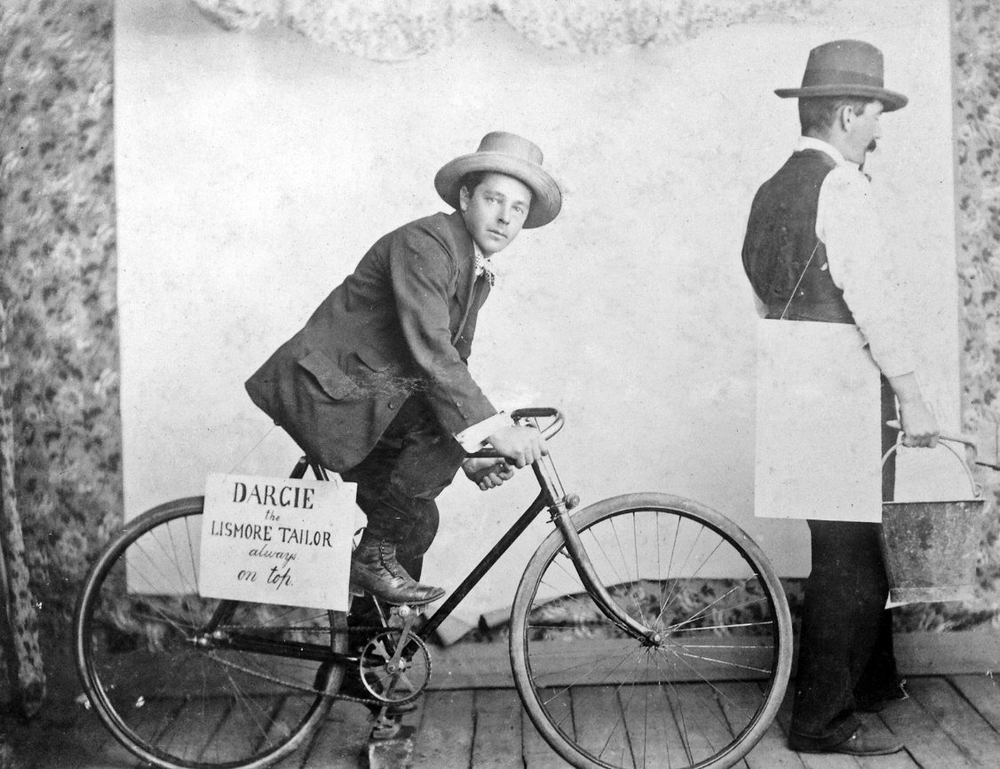 DARCIE
the
LISMORE TAILOR
always
on top.